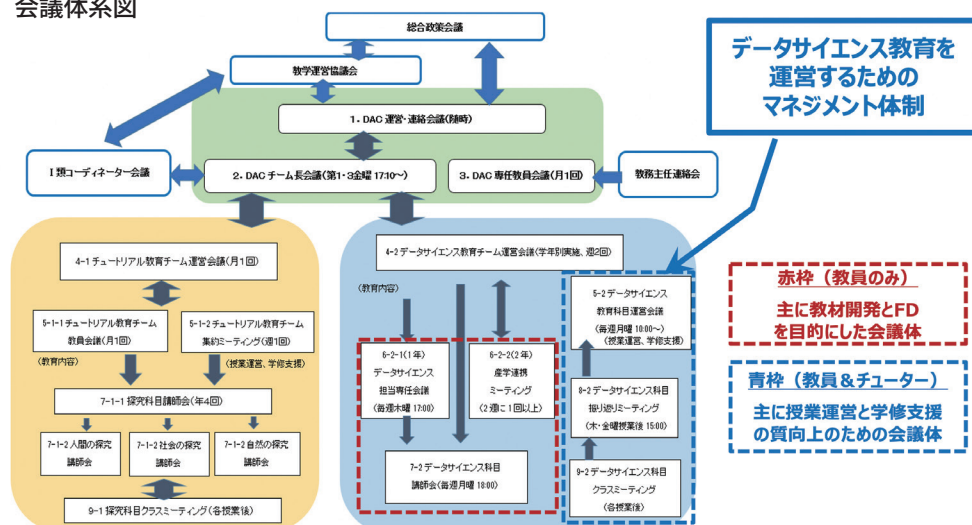 会議体系図
総合政策会議
教学運営協議会
データサイエンス教育を
運営するための
マネジメント体制
1. DAC 運営・連絡会議(随時)
Ⅰ類コーディネーター会議
2. DAC チーム長会議(第1・3金曜 17:10〜)
3. DAC 専任教員会議(月1回)
教務主任連絡会
4-1 チュートリアル教育チーム運営会議(月1回)
5-1-1 チュートリアル教育チーム
教員会議(月1回)
5-1-2 チュートリアル教育チーム
集約ミーティング(週1回)
(教育内容)
(授業運営、学修支援)
7-1-1 探究科目講師会(年4回)
7-1-2 人間の探究
講師会
7-1-2 社会の探究
講師会
7-1-2 自然の探究
講師会
9-1 探究科目クラスミーティング(各授業後)
4-2 データサイエンス教育チーム運営会議(学年別実施、週2回)
(教育内容)
6-2-1(1年)
データサイエンス
担当専任会議
(毎週木曜 17:00)
6-2-2(2年)
産学連携
ミーティング
(2週に1回以上)
7-2 データサイエンス科目
講師会(毎週月曜 18:00)
5-2 データサイエンス
教育科目運営会議
(毎週月曜 10:00〜)
(授業運営、学修支援)
8-2 データサイエンス科目
振り返りミーティング
(木・金曜授業後 15:00)
9-2 データサイエンス科目
クラスミーティング
(各授業後)
赤枠(教員のみ)
主に教材開発とFD
を目的にした会議体
青枠(教員&チューター)
主に授業運営と学修支援
の質向上のための会議体